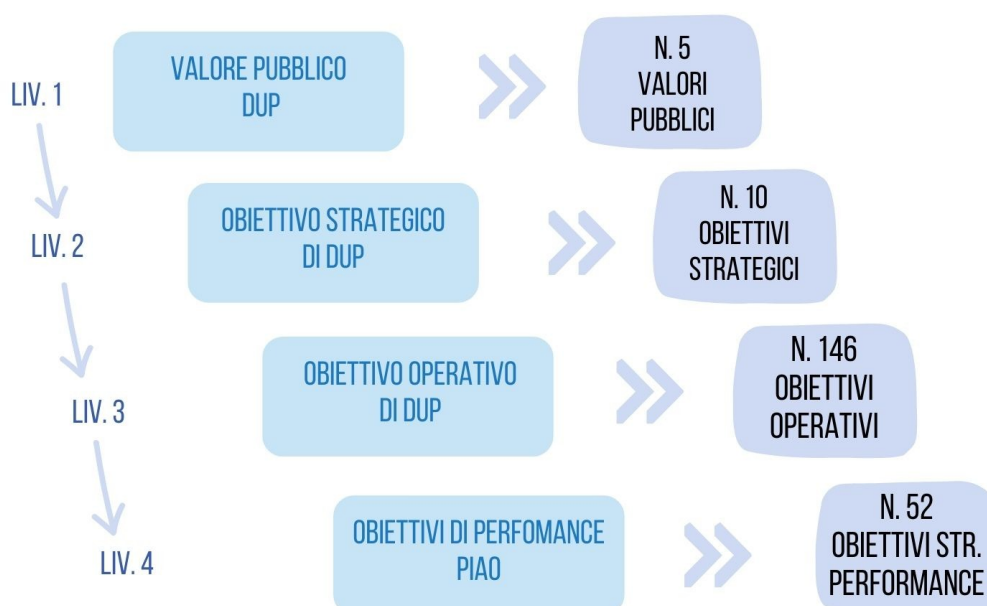 LIV. 1
VALORE PUBBLICO
DUP
N. 5
VALORI
PUBBLICI
LIV. 2
OBIETTIVO STRATEGICO
DI DUP
N. 10
OBIETTIVI
STRATEGICI
LIV. 3
OBIETTIVO OPERATIVO
DI DUP
N. 146
OBIETTIVI
OPERATIVI
LIV. 4
OBIETTIVI DI PERFOMANCE
PIAO
N. 52
OBIETTIVI STR.
PERFORMANCE